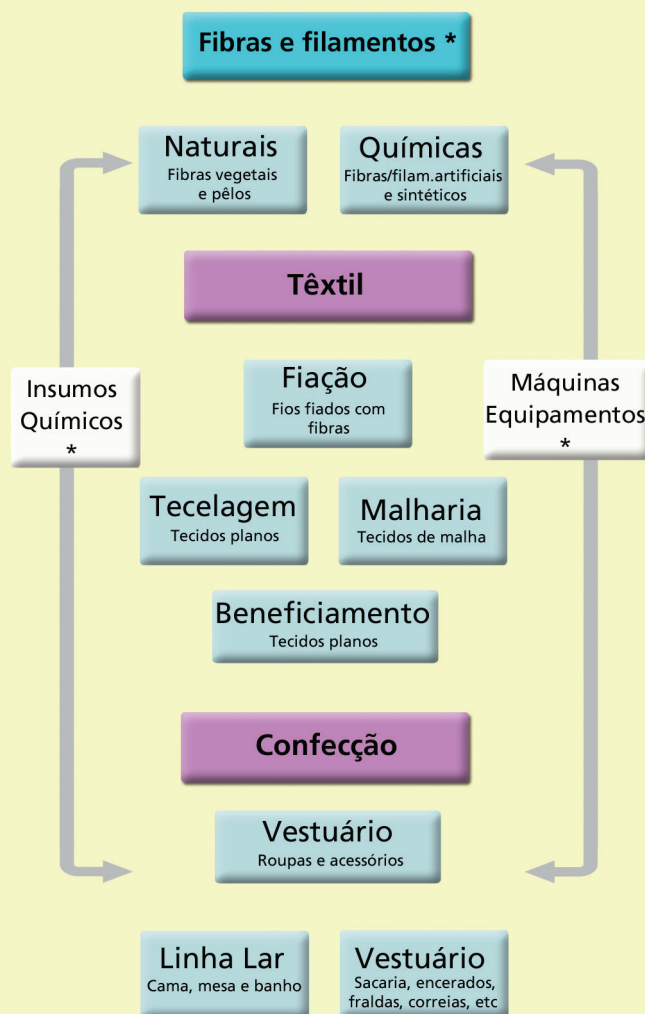 Fibras e filamentos *
Naturais
Fibras vegetais
e pêlos
Químicas
Fibras/filam.artificiais
e sintéticos
Têxtil
Insumos
Químicos
*
Fiação
Fios fiados com
fibras
Máquinas
Equipamentos
*
Tecelagem
Tecidos planos
Malharia
Tecidos de malha
Beneficiamento
Tecidos planos
Confecção
Vestuário
Roupas e acessórios
Linha Lar
Cama, mesa e banho
Vestuário
Sacaria, encerados,
fraldas, correias, etc